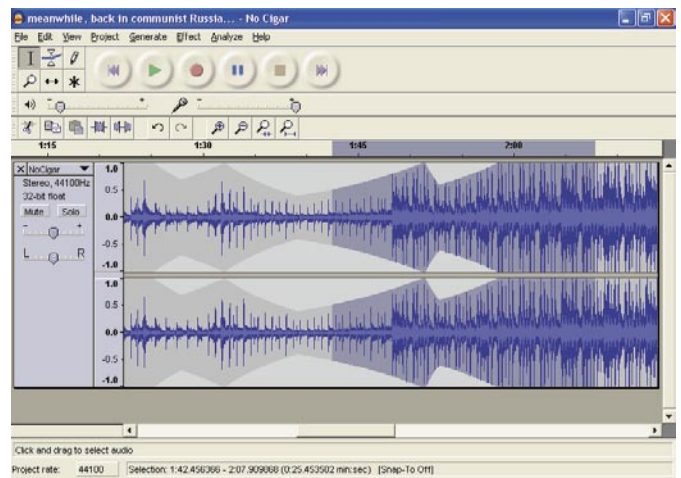 meanwhile, back in communist Russia... - No Cigar
File Edit View Project Generate Effect Analyze Help
1:15 1:30 1:45 2:00
NoCigar
Stereo, 44100Hz
32-bit float
Mute Solo
- +
L R
1.0
0.5
0.0
-0.5
-1.0
1.0
0.5
0.0
-0.5
-1.0
Click and drag to select audio
Project rate: 44100 Selection: 1:42.456366 - 2:07.909868 (0:25.453502 min:sec) [Snap-To Off]